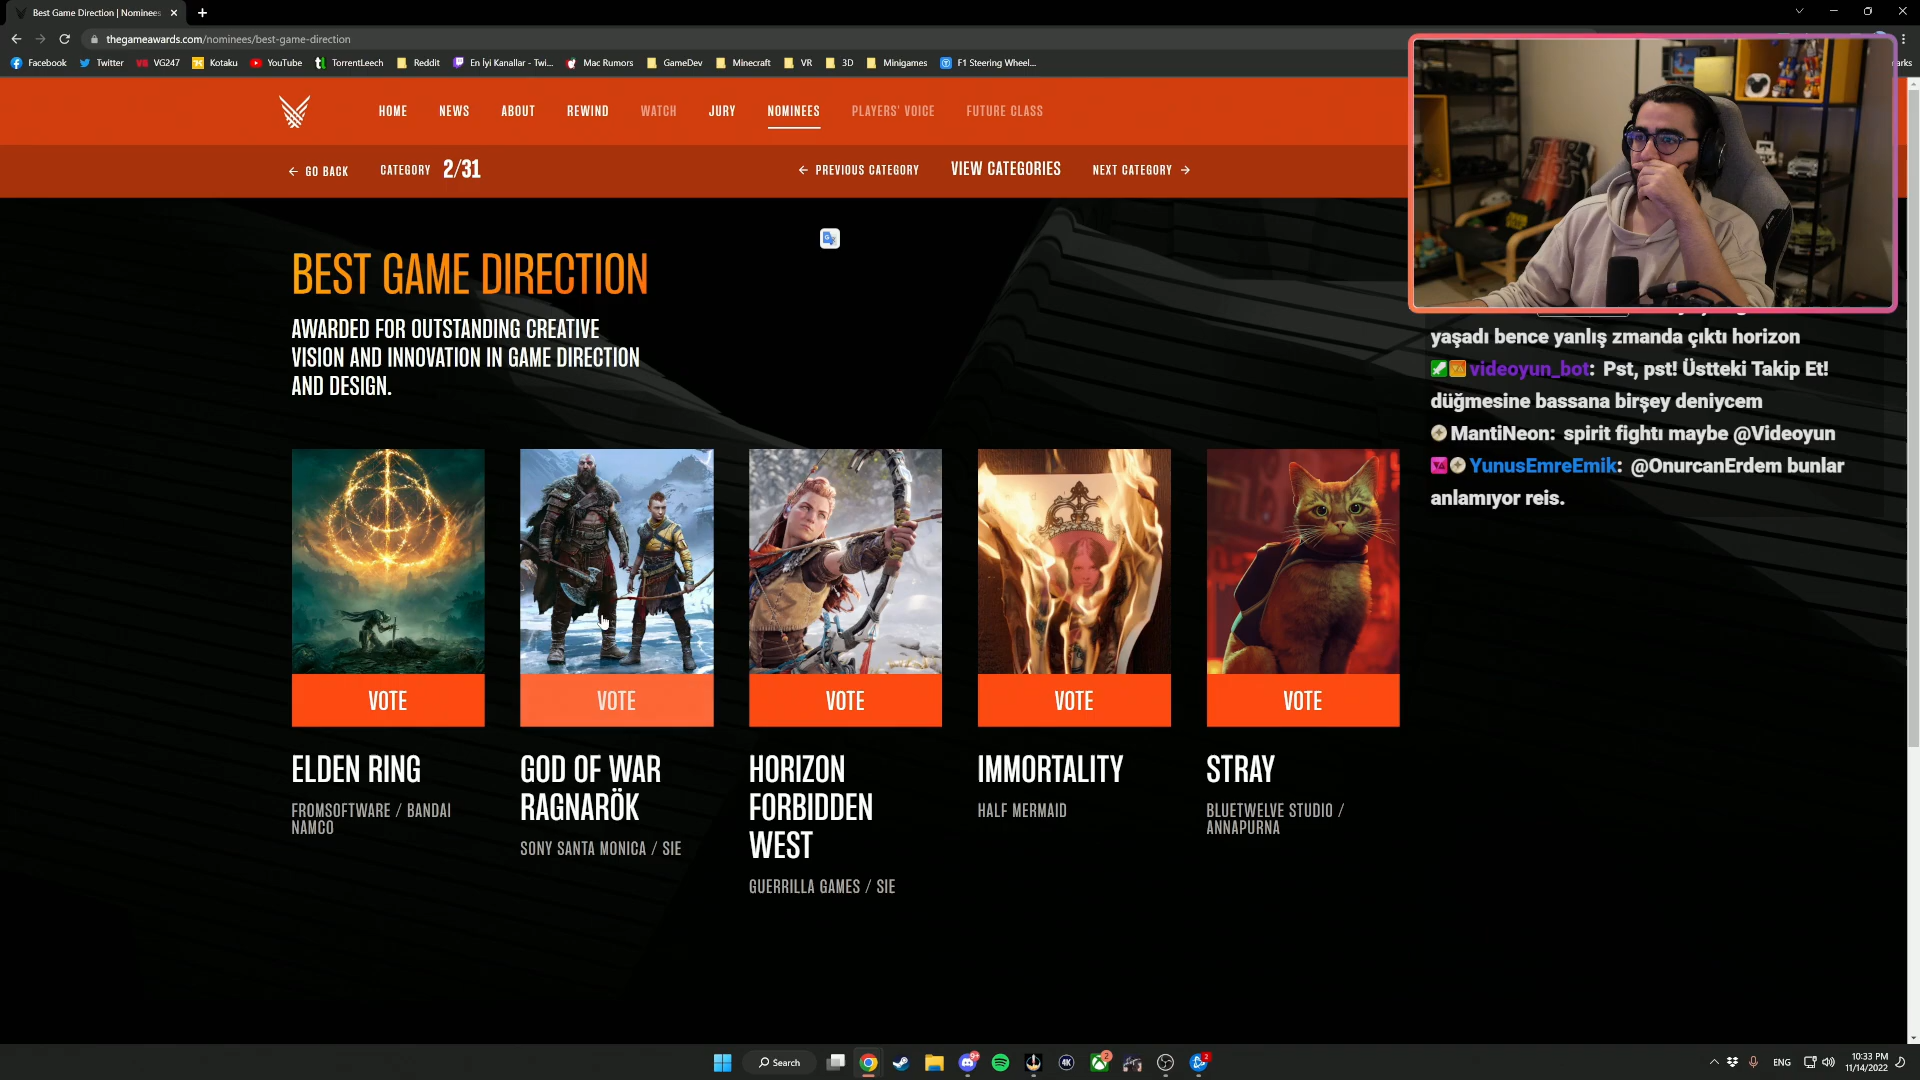 Best Game Direction | Nominees
thegameawards.com/nominees/best-game-direction
Facebook Twitter VG247 Kotaku YouTube TorrentLeech Reddit En İyi Kanallar - Twi... Mac Rumors GameDev Minecraft VR 3D Minigames F1 Steering Wheel...
HOME NEWS ABOUT REWIND WATCH JURY NOMINEES PLAYERS' VOICE FUTURE CLASS
← GO BACK CATEGORY 2/31 ← PREVIOUS CATEGORY VIEW CATEGORIES NEXT CATEGORY →
BEST GAME DIRECTION
AWARDED FOR OUTSTANDING CREATIVE
VISION AND INNOVATION IN GAME DIRECTION
AND DESIGN.
yaşadı bence yanlış zmanda çıktı horizon
videoyun_bot: Pst, pst! Üstteki Takip Et!
düğmesine bassana birşey deniycem
MantiNeon: spirit fightı maybe @Videoyun
YunusEmreEmik: @OnurcanErdem bunlar
anlamıyor reis.
VOTE VOTE VOTE VOTE VOTE
ELDEN RING
FROMSOFTWARE / BANDAI
NAMCO
GOD OF WAR
RAGNARÖK
SONY SANTA MONICA / SIE
HORIZON
FORBIDDEN
WEST
GUERRILLA GAMES / SIE
IMMORTALITY
HALF MERMAID
STRAY
BLUETWELVE STUDIO /
ANNAPURNA
Search
ENG
10:33 PM
11/14/2022